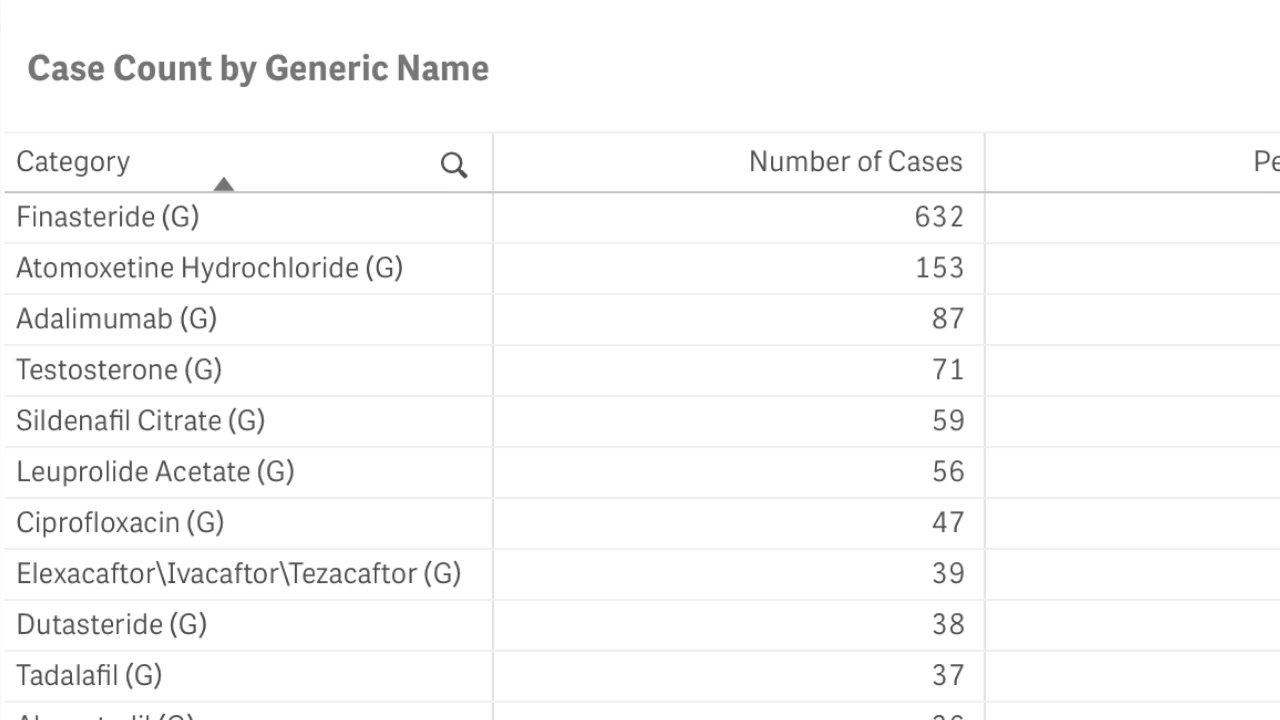 Case Count by Generic Name
Category Number of Cases
Finasteride (G) 632
Atomoxetine Hydrochloride (G) 153
Adalimumab (G) 87
Testosterone (G) 71
Sildenafil Citrate (G) 59
Leuprolide Acetate (G) 56
Ciprofloxacin (G) 47
Elexacaftor\Ivacaftor\Tezacaftor (G) 39
Dutasteride (G) 38
Tadalafil (G) 37